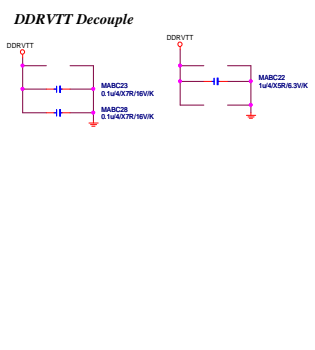 DDRVTT Decouple
DDRVTT
MABC23
0.1u/4/X7R/16V/K
MABC28
0.1u/4/X7R/16V/K
DDRVTT
MABC22
1u/4/X5R/6.3V/K